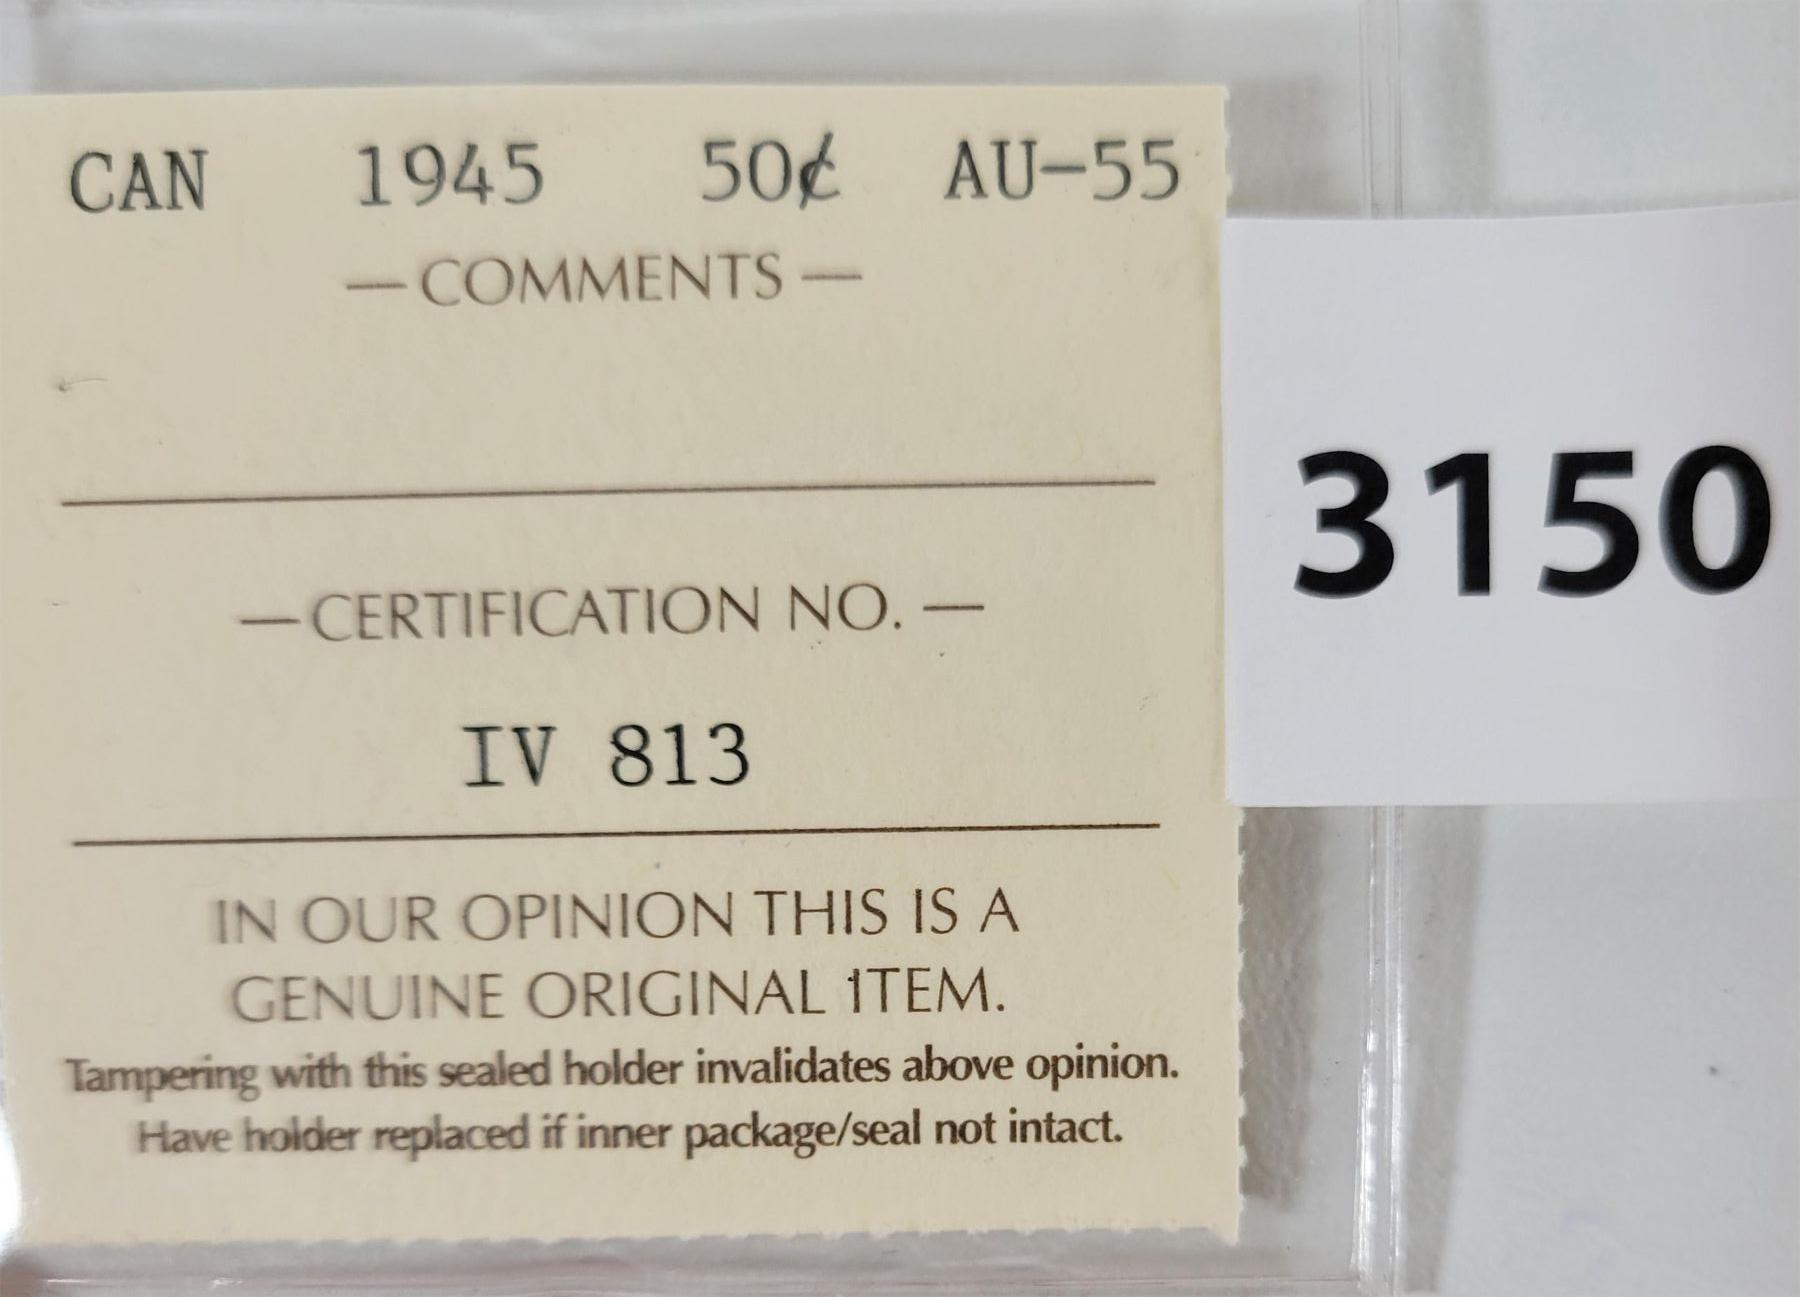 CAN 1945 50¢ AU-55
— COMMENTS —
— CERTIFICATION NO. —
IV 813
IN OUR OPINION THIS IS A
GENUINE ORIGINAL ITEM.
Tampering with this sealed holder invalidates above opinion.
Have holder replaced if inner package/seal not intact.
3150